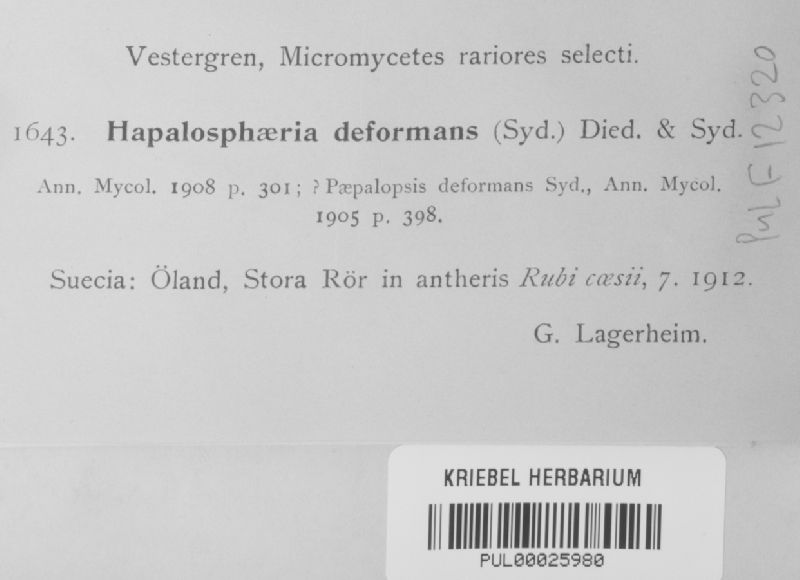 Vestergren, Micromycetes rariores selecti.
1643. Hapalosphæria deformans (Syd.) Died. & Syd.
Ann. Mycol. 1908 p. 301; ? Pæpalopsis deformans Syd., Ann. Mycol.
1905 p. 398.
Suecia: Öland, Stora Rör in antheris Rubi cæsii, 7. 1912.
G. Lagerheim.
PUL F 12320
KRIEBEL HERBARIUM
PUL00025980